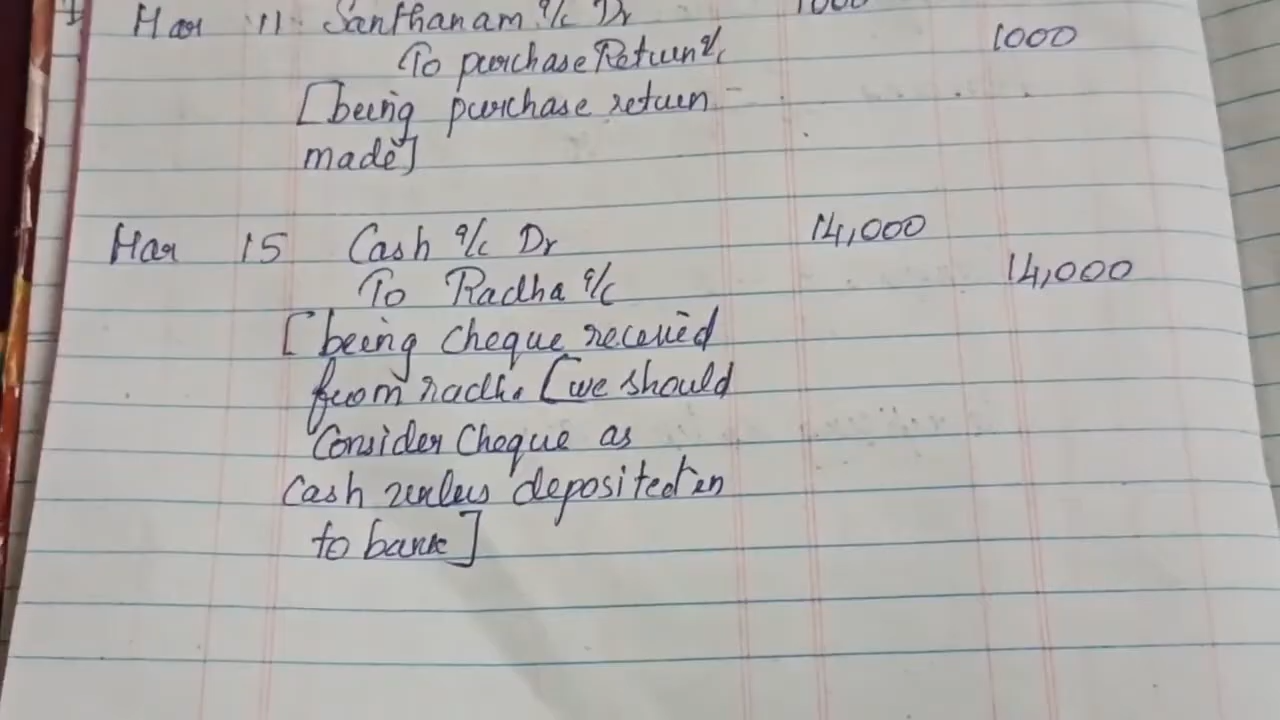 Mar 11 Santhanam a/c Dr 1000
To purchase Return a/c 1000
[being purchase return
made]
Mar 15 Cash a/c Dr 14,000
To Radha a/c 14,000
[being cheque received
from radha [we should
Consider Cheque as
Cash unless deposited in
to bank]